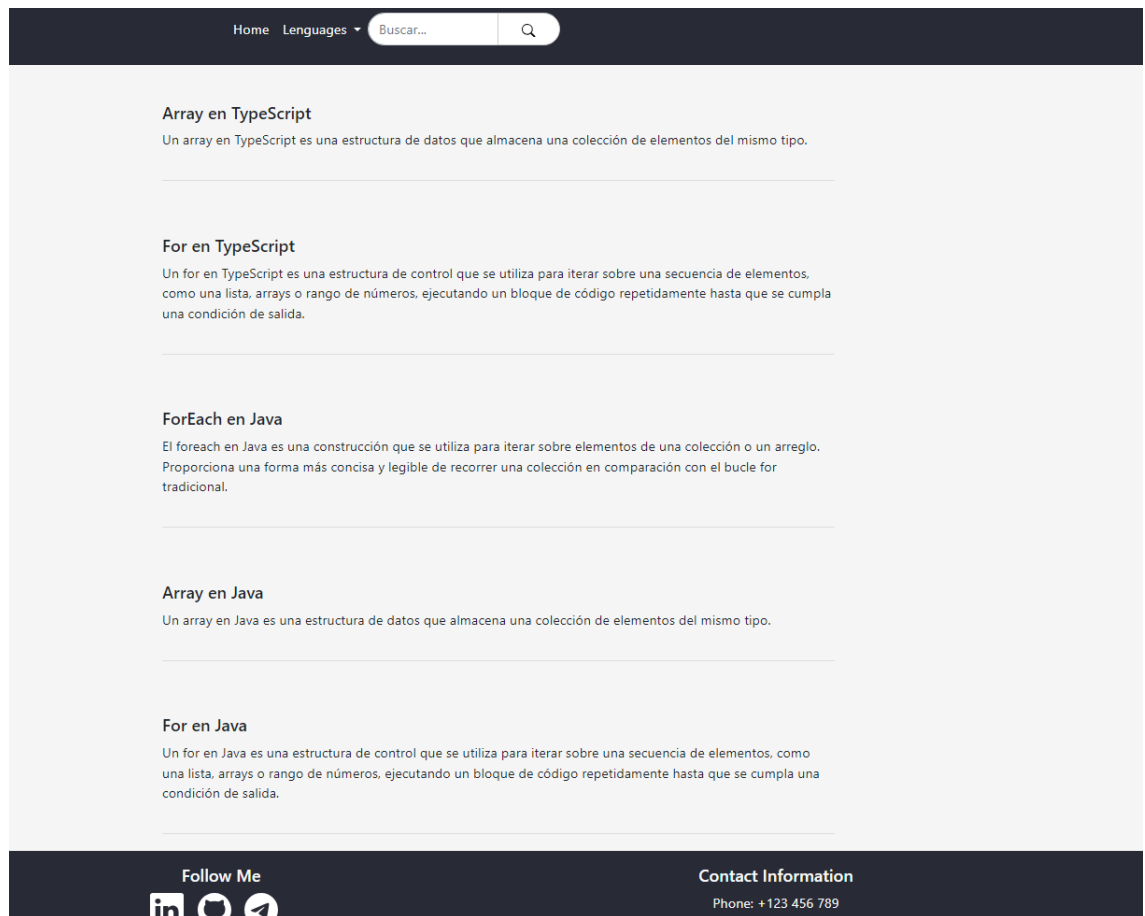 Home Lenguages Buscar...
Array en TypeScript
Un array en TypeScript es una estructura de datos que almacena una colección de elementos del mismo tipo.
For en TypeScript
Un for en TypeScript es una estructura de control que se utiliza para iterar sobre una secuencia de elementos,
como una lista, arrays o rango de números, ejecutando un bloque de código repetidamente hasta que se cumpla
una condición de salida.
ForEach en Java
El foreach en Java es una construcción que se utiliza para iterar sobre elementos de una colección o un arreglo.
Proporciona una forma más concisa y legible de recorrer una colección en comparación con el bucle for
tradicional.
Array en Java
Un array en Java es una estructura de datos que almacena una colección de elementos del mismo tipo.
For en Java
Un for en Java es una estructura de control que se utiliza para iterar sobre una secuencia de elementos, como
una lista, arrays o rango de números, ejecutando un bloque de código repetidamente hasta que se cumpla una
condición de salida.
Follow Me
in
Contact Information
Phone: +123 456 789